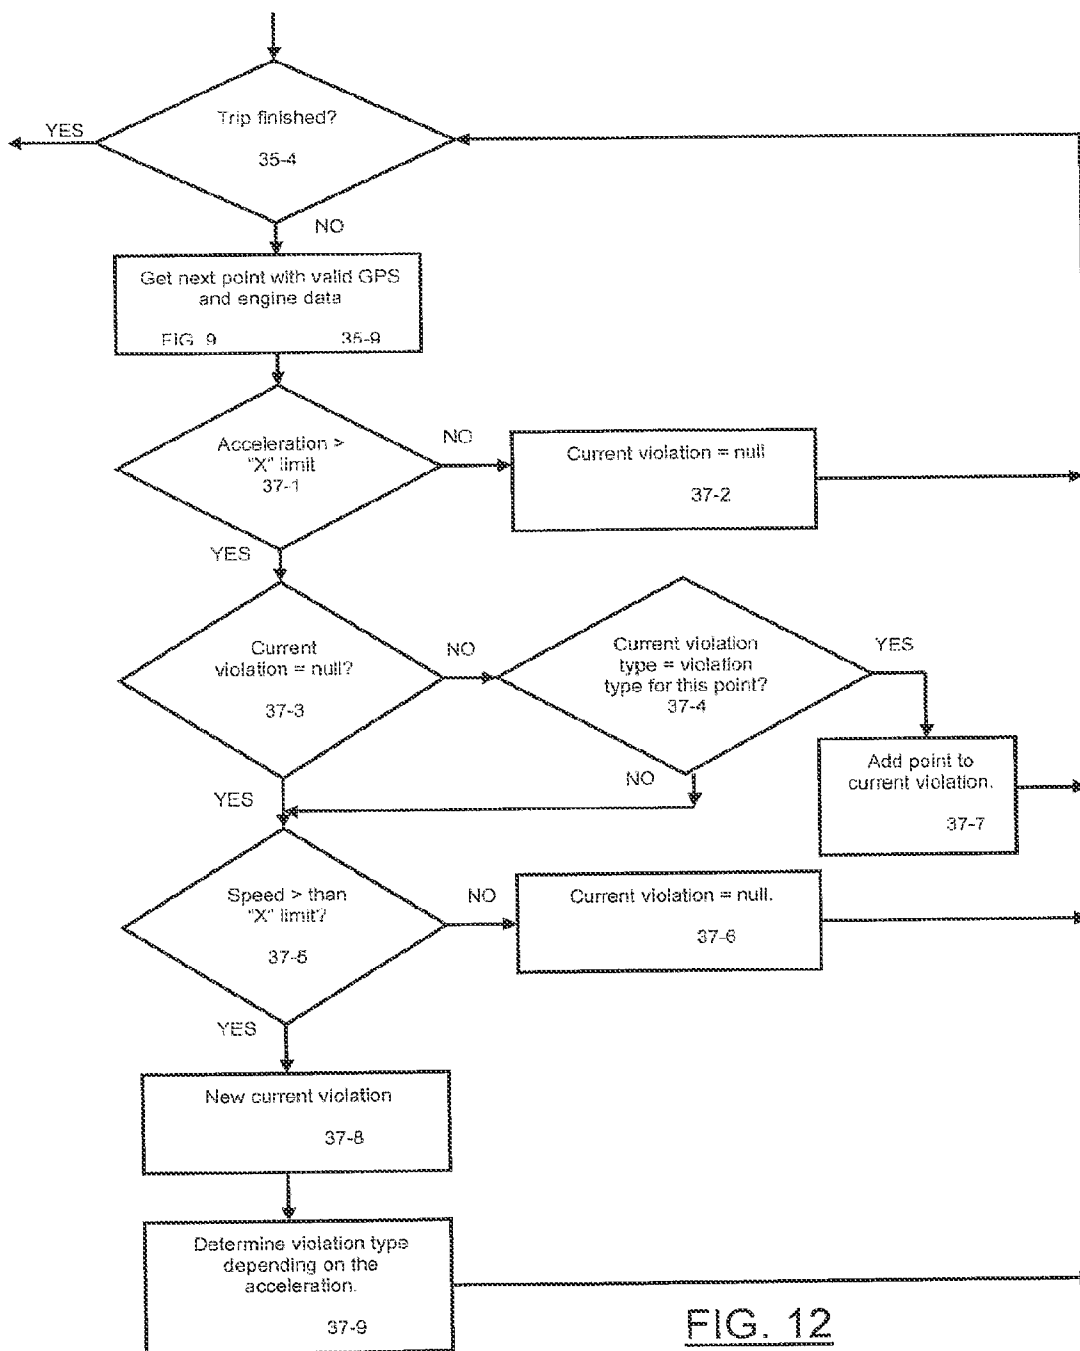 Trip finished?
YES
35-4
NO
Get next point with valid GPS
and engine data
FIG. 9 35-9
Acceleration >
"X" limit
37-1
NO
Current violation = null
37-2
YES
Current
violation = null?
37-3
NO
Current violation
type = violation
type for this point?
37-4
YES
Add point to
current violation.
37-7
NO
YES
Speed > than
"X" limit?
37-5
NO
Current violation = null.
37-6
YES
New current violation
37-8
Determine violation type
depending on the
acceleration.
37-9
FIG. 12